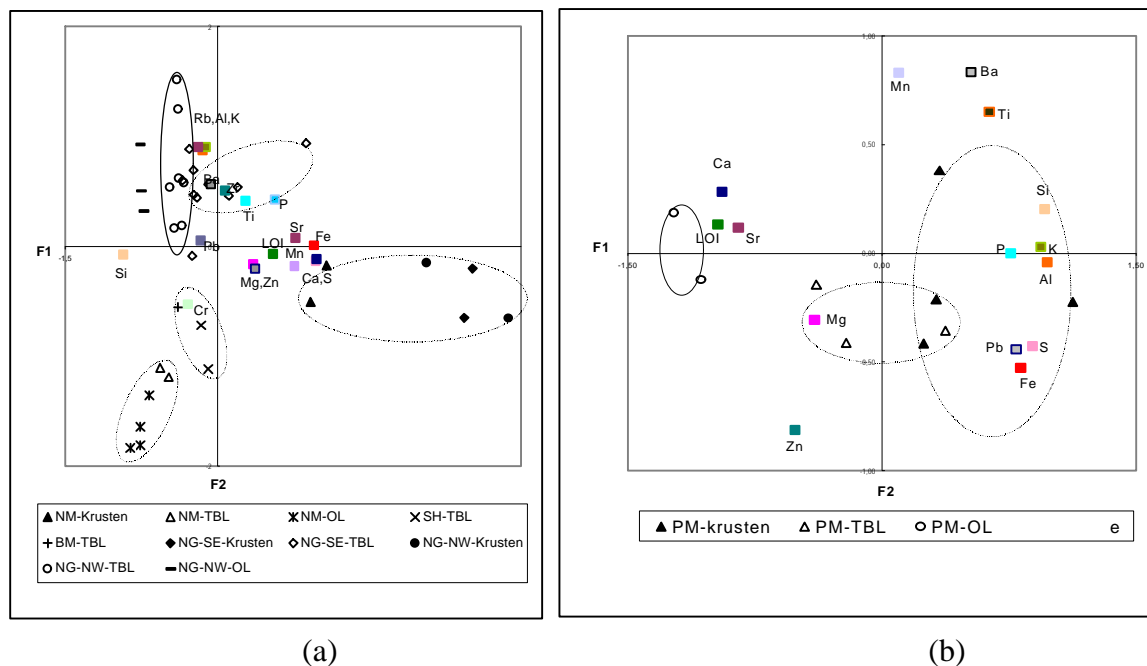 2
Rb,Al,K
Ti
P
Sr
Fe
F1
LOI
Mn
-1,5
Si
Pb
Mg,Zn
Ca,S
Cr
-2
F2
NM-Krusten NM-TBL NM-OL SH-TBL
BM-TBL NG-SE-Krusten NG-SE-TBL NG-NW-Krusten
NG-NW-TBL NG-NW-OL
(a)
1,00
Mn
Ba
Ti
0,50
Ca
Si
LOI
Sr
P
K
F1
-1,50
0,00
0,00
1,50
Al
Mg
Pb
S
-0,50
Fe
Zn
-1,00
F2
PM-krusten PM-TBL PM-OL e
(b)